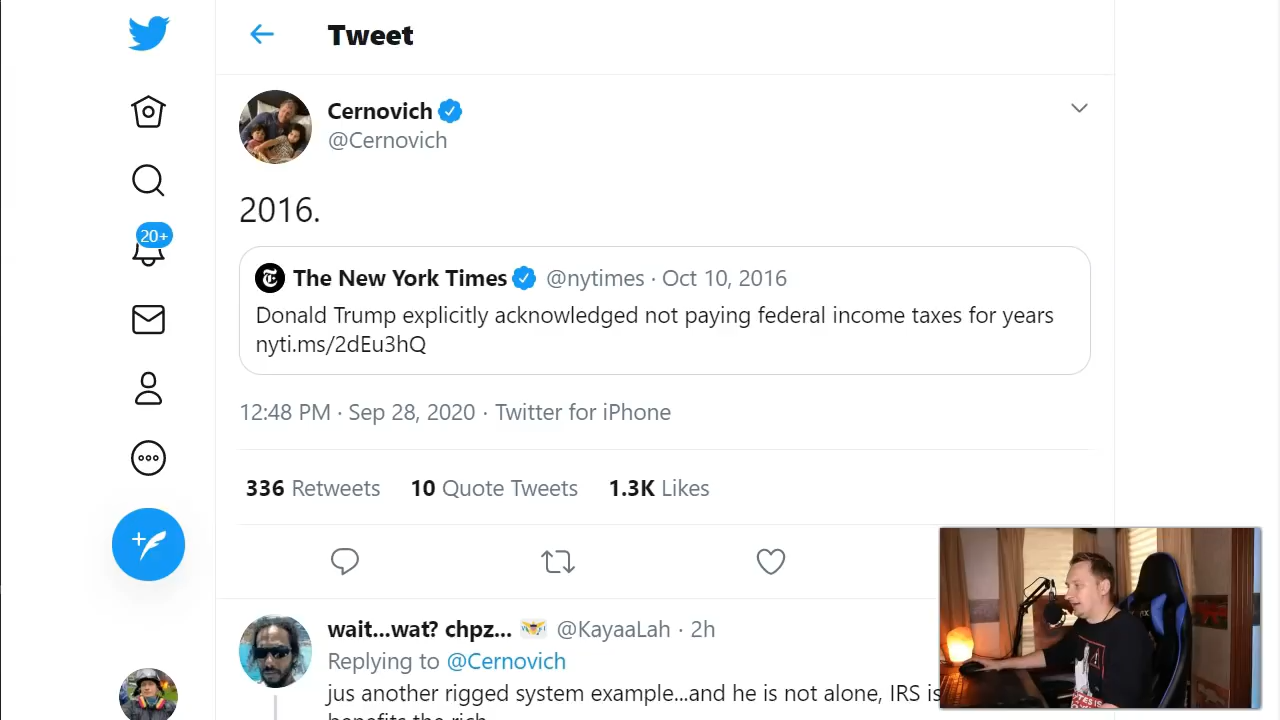 Tweet
Cernovich
@Cernovich
2016.
The New York Times @nytimes · Oct 10, 2016
Donald Trump explicitly acknowledged not paying federal income taxes for years
nyti.ms/2dEu3hQ
12:48 PM · Sep 28, 2020 · Twitter for iPhone
336 Retweets 10 Quote Tweets 1.3K Likes
20+
wait...wat? chpz... @KayaaLah · 2h
Replying to @Cernovich
jus another rigged system example...and he is not alone, IRS is
benefits the rich